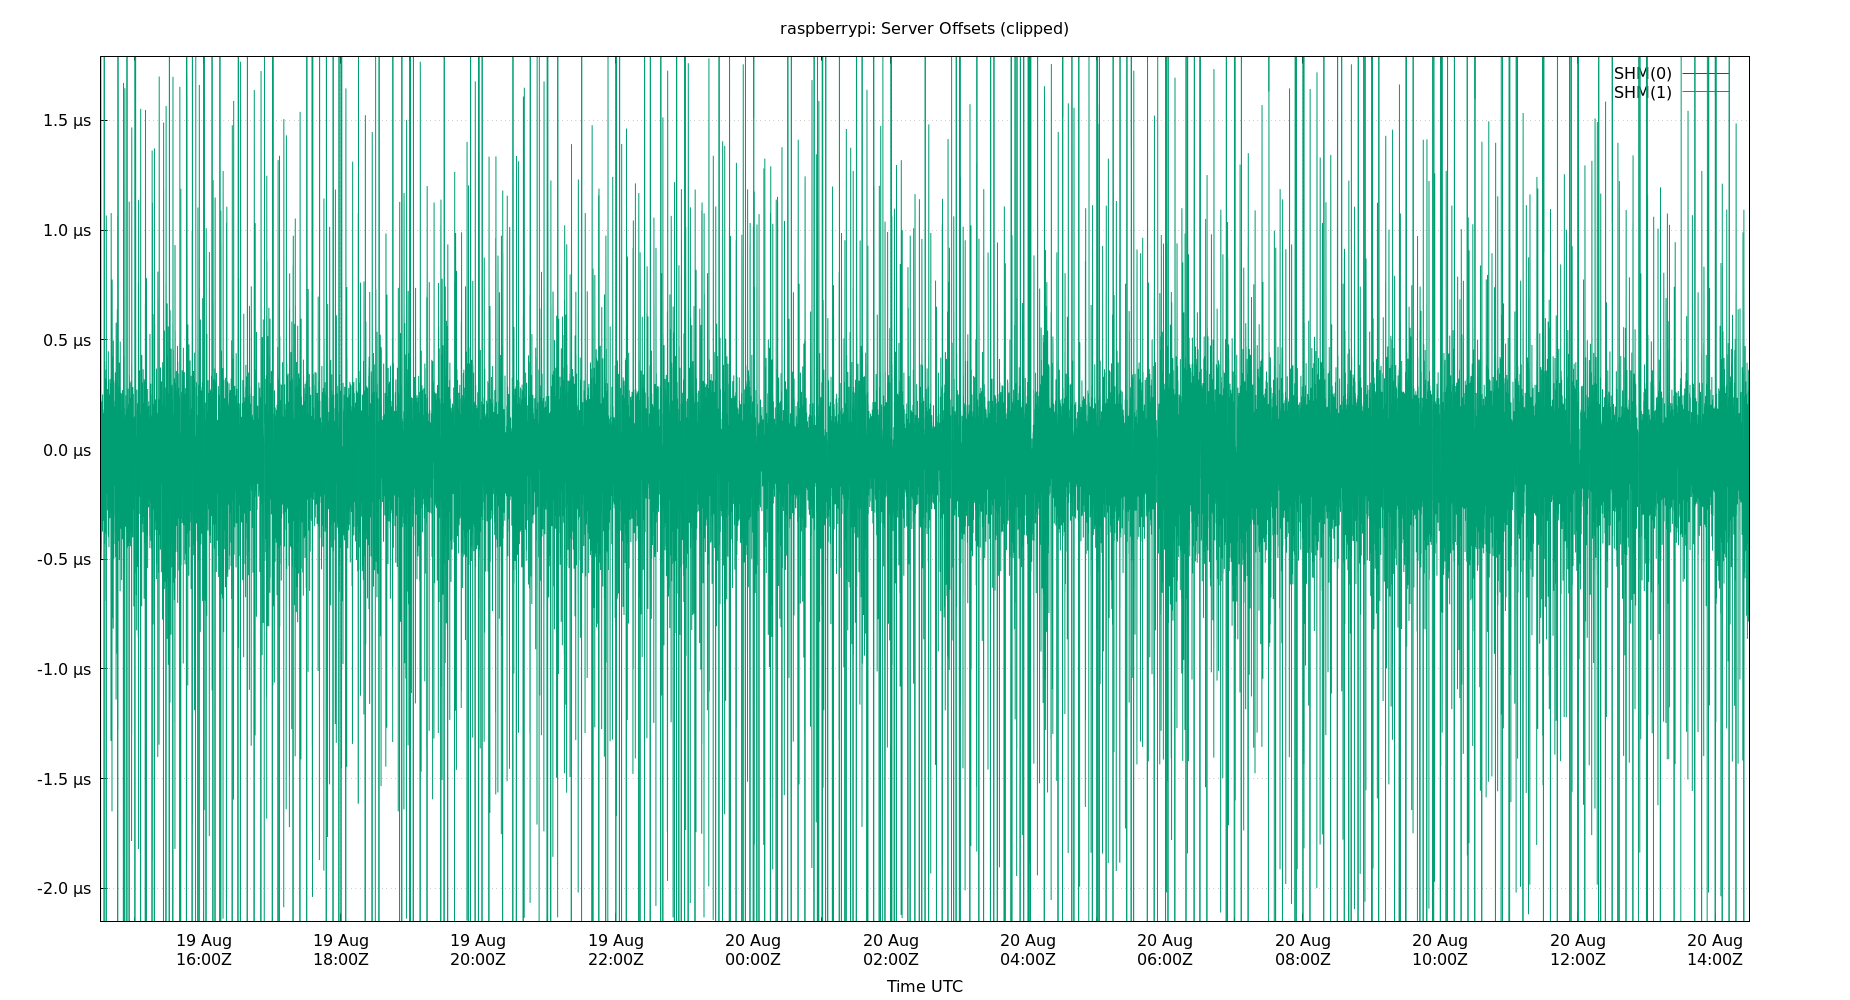 raspberrypi: Server Offsets (clipped)
SHM(0)
SHM(1)
1.5 µs
1.0 µs
0.5 µs
0.0 µs
-0.5 µs
-1.0 µs
-1.5 µs
-2.0 µs
19 Aug 19 Aug 19 Aug 19 Aug 20 Aug 20 Aug 20 Aug 20 Aug 20 Aug 20 Aug 20 Aug 20 Aug
16:00Z 18:00Z 20:00Z 22:00Z 00:00Z 02:00Z 04:00Z 06:00Z 08:00Z 10:00Z 12:00Z 14:00Z
Time UTC